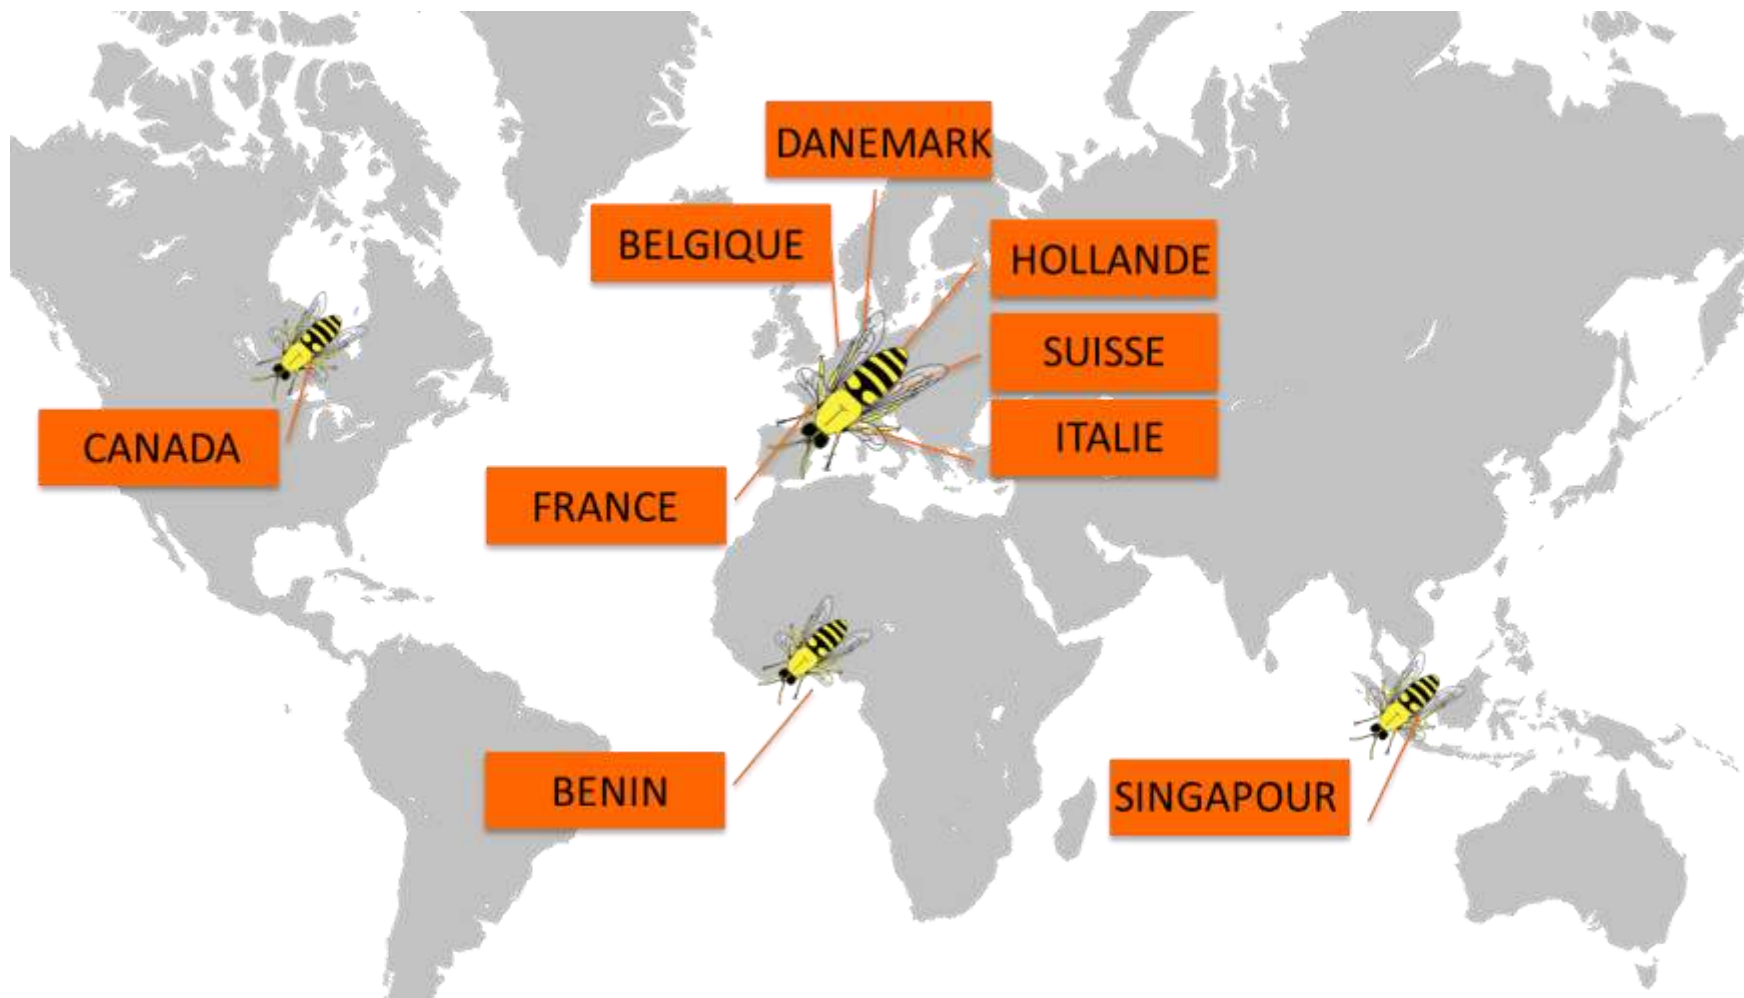 DANEMARK
BELGIQUE
HOLLANDE
SUISSE
CANADA
ITALIE
FRANCE
BENIN
SINGAPOUR